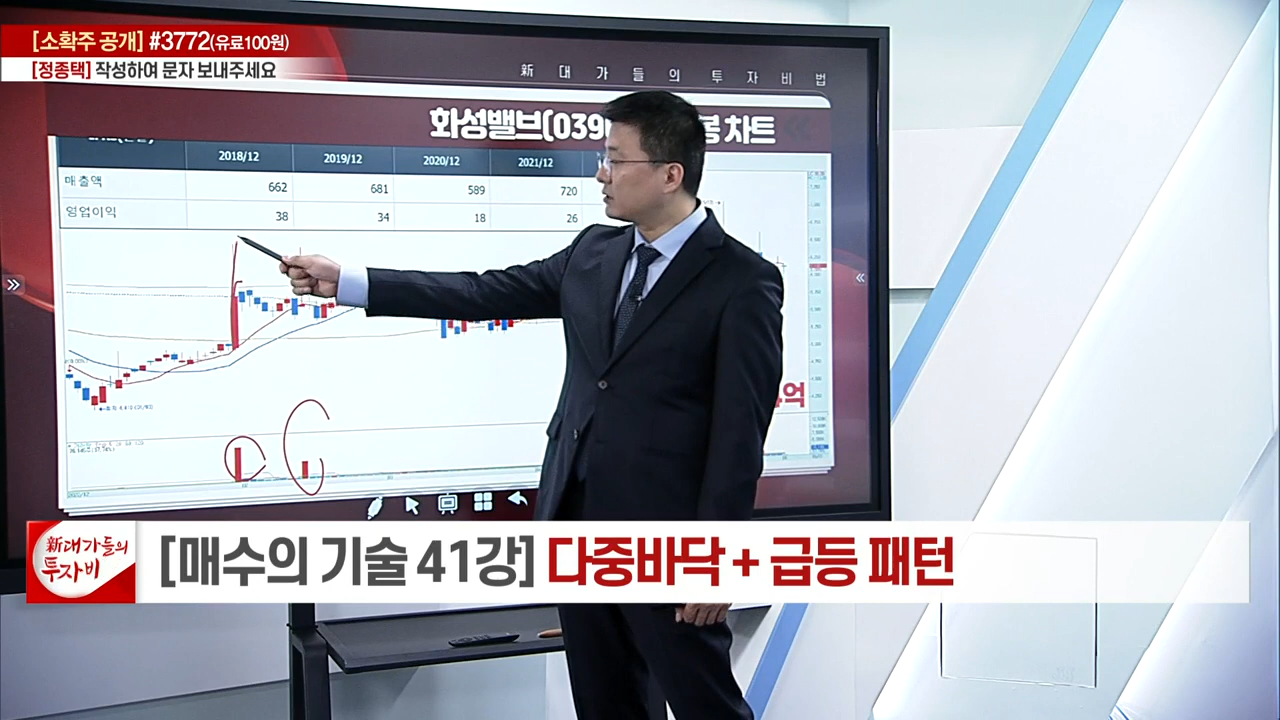 [소확주 공개] #3772(유료100원)
[정종택] 작성하여 문자 보내주세요
新 대 가 들 의 투 자 비 법
화성밸브(039 봉 차트
2018/12 2019/12 2020/12 2021/12
매출액 662 681 589 720
영업이익 38 34 18 26
억
新대가들의
투자비
[매수의 기술 41강] 다중바닥 + 급등 패턴